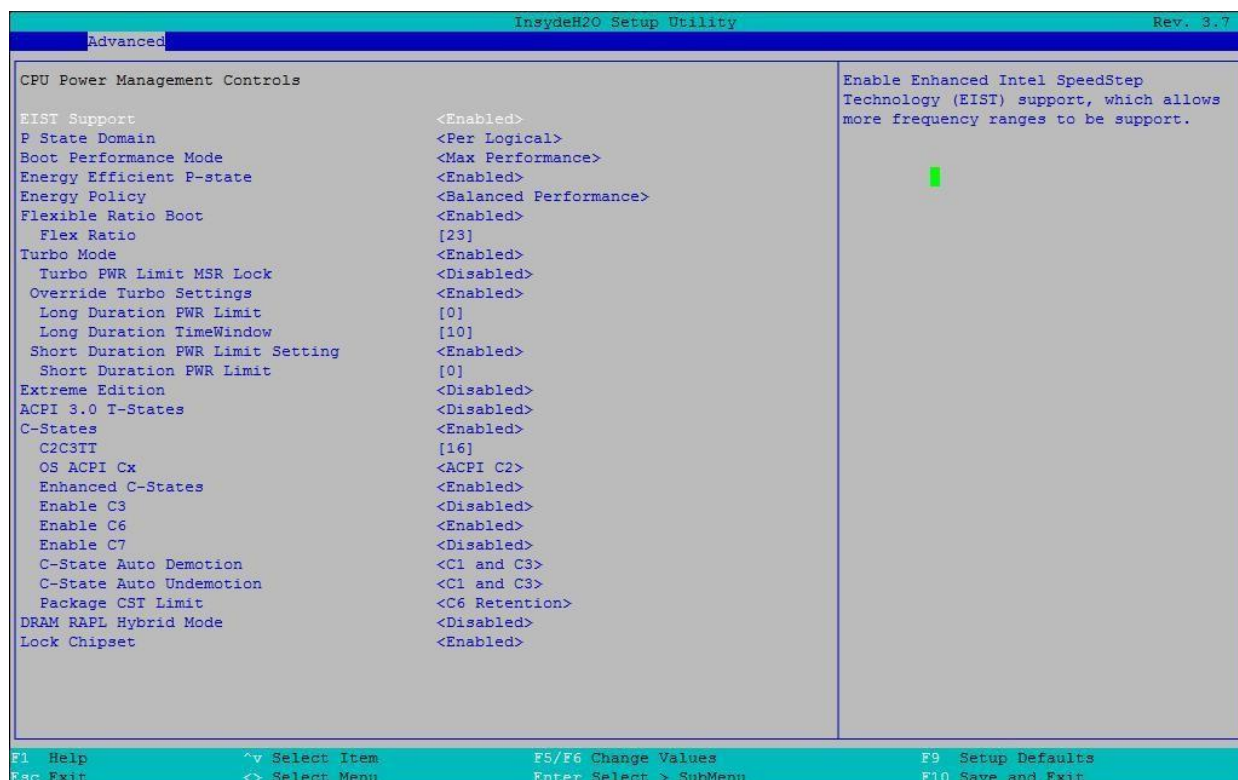 InsydeH2O Setup Utility Rev. 3.7
Advanced
CPU Power Management Controls
EIST Support <Enabled>
P State Domain <Per Logical>
Boot Performance Mode <Max Performance>
Energy Efficient P-state <Enabled>
Energy Policy <Balanced Performance>
Flexible Ratio Boot <Enabled>
Flex Ratio [23]
Turbo Mode <Enabled>
Turbo PWR Limit MSR Lock <Disabled>
Override Turbo Settings <Enabled>
Long Duration PWR Limit [0]
Long Duration TimeWindow [10]
Short Duration PWR Limit Setting <Enabled>
Short Duration PWR Limit [0]
Extreme Edition <Disabled>
ACPI 3.0 T-States <Disabled>
C-States <Enabled>
C2C3TT [16]
OS ACPI Cx <ACPI C2>
Enhanced C-States <Enabled>
Enable C3 <Disabled>
Enable C6 <Enabled>
Enable C7 <Disabled>
C-State Auto Demotion <C1 and C3>
C-State Auto Undemotion <C1 and C3>
Package CST Limit <C6 Retention>
DRAM RAPL Hybrid Mode <Disabled>
Lock Chipset <Enabled>
Enable Enhanced Intel SpeedStep
Technology (EIST) support, which allows
more frequency ranges to be support.
F1 Help ^v Select Item F5/F6 Change Values F9 Setup Defaults
Esc Exit <> Select Menu Enter Select > SubMenu F10 Save and Exit